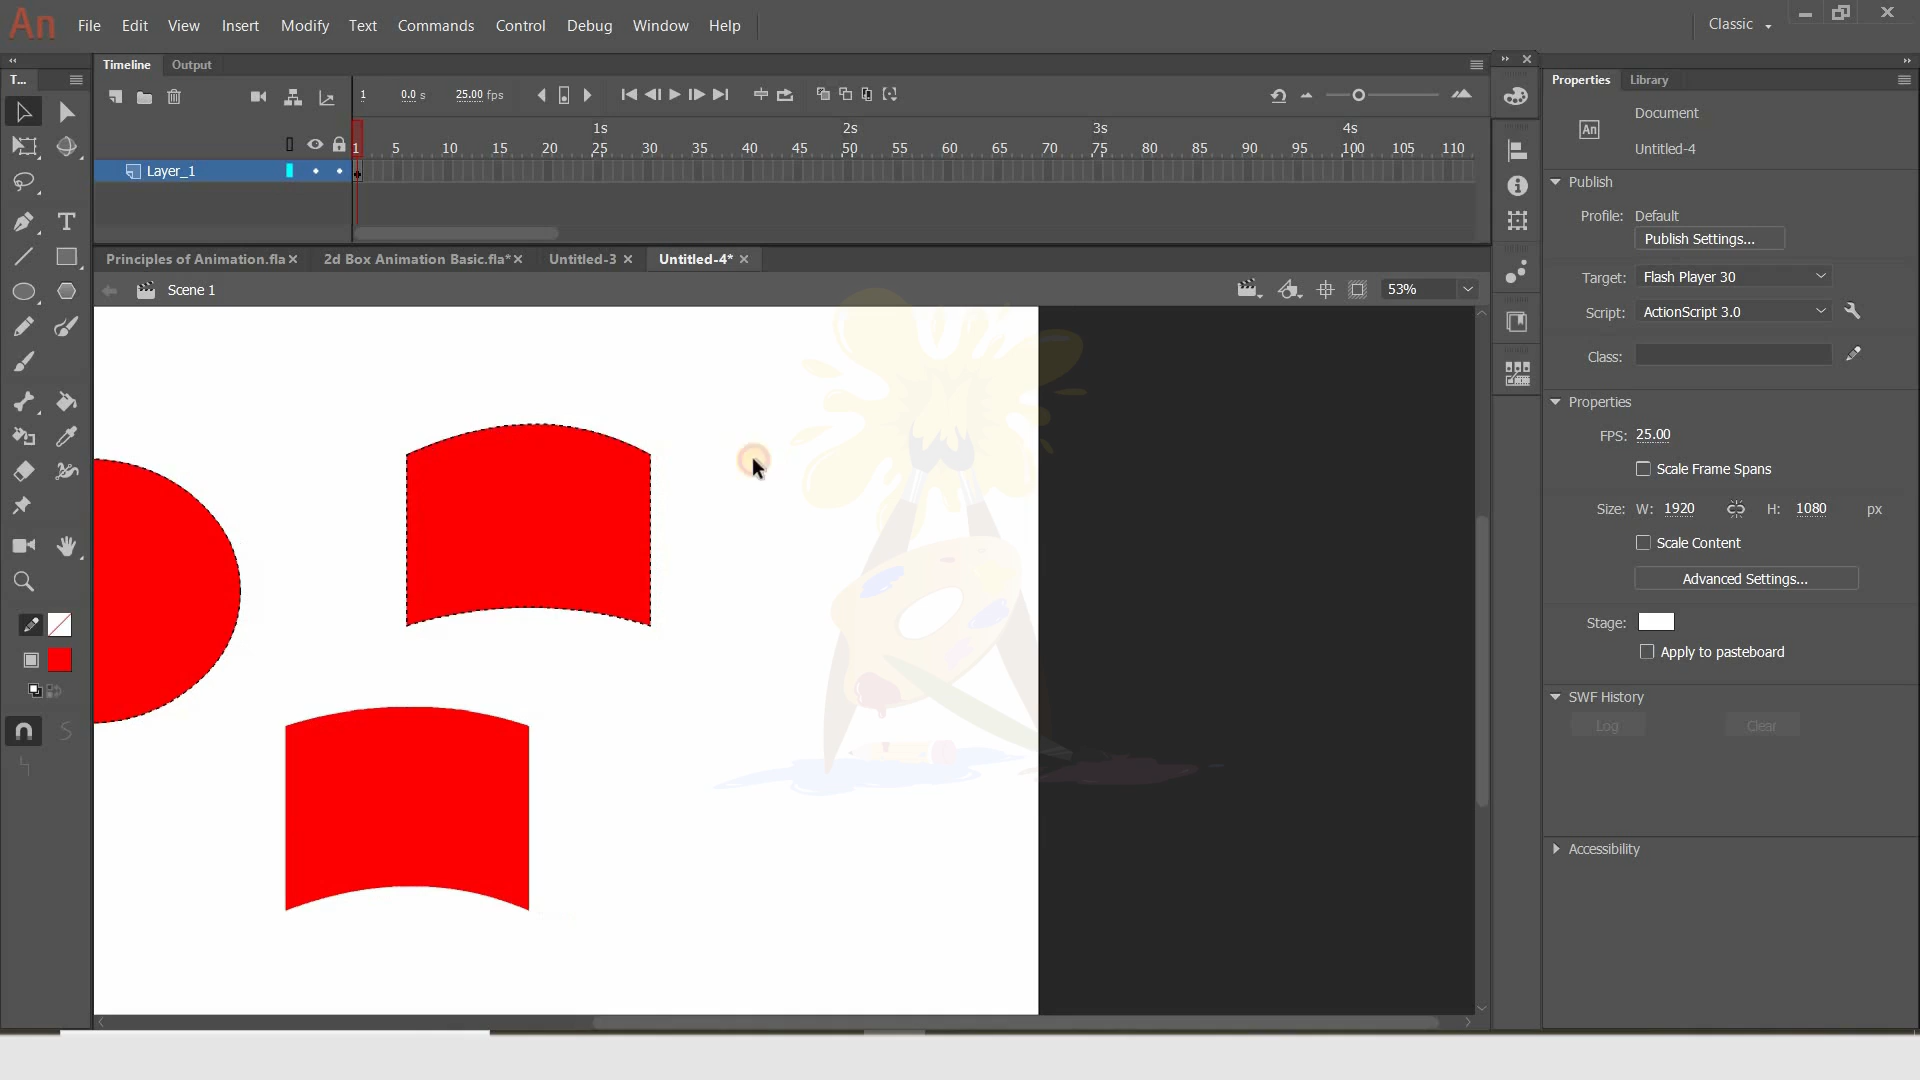 An File Edit View Insert Modify Text Commands Control Debug Window Help Classic
T... Timeline Output Properties Library
1 0.0 s 25.00 fps
An Document
Untitled-4
1s 2s 3s 4s
1 5 10 15 20 25 30 35 40 45 50 55 60 65 70 75 80 85 90 95 100 105 110
Layer_1
Publish
Profile: Default
Publish Settings...
Principles of Animation.fla 2d Box Animation Basic.fla* Untitled-3 Untitled-4*
Target: Flash Player 30
Scene 1 53%
Script: ActionScript 3.0
Class:
Properties
FPS: 25.00
Scale Frame Spans
Size: W: 1920 H: 1080 px
Scale Content
Advanced Settings...
Stage:
Apply to pasteboard
SWF History
Log Clear
Accessibility